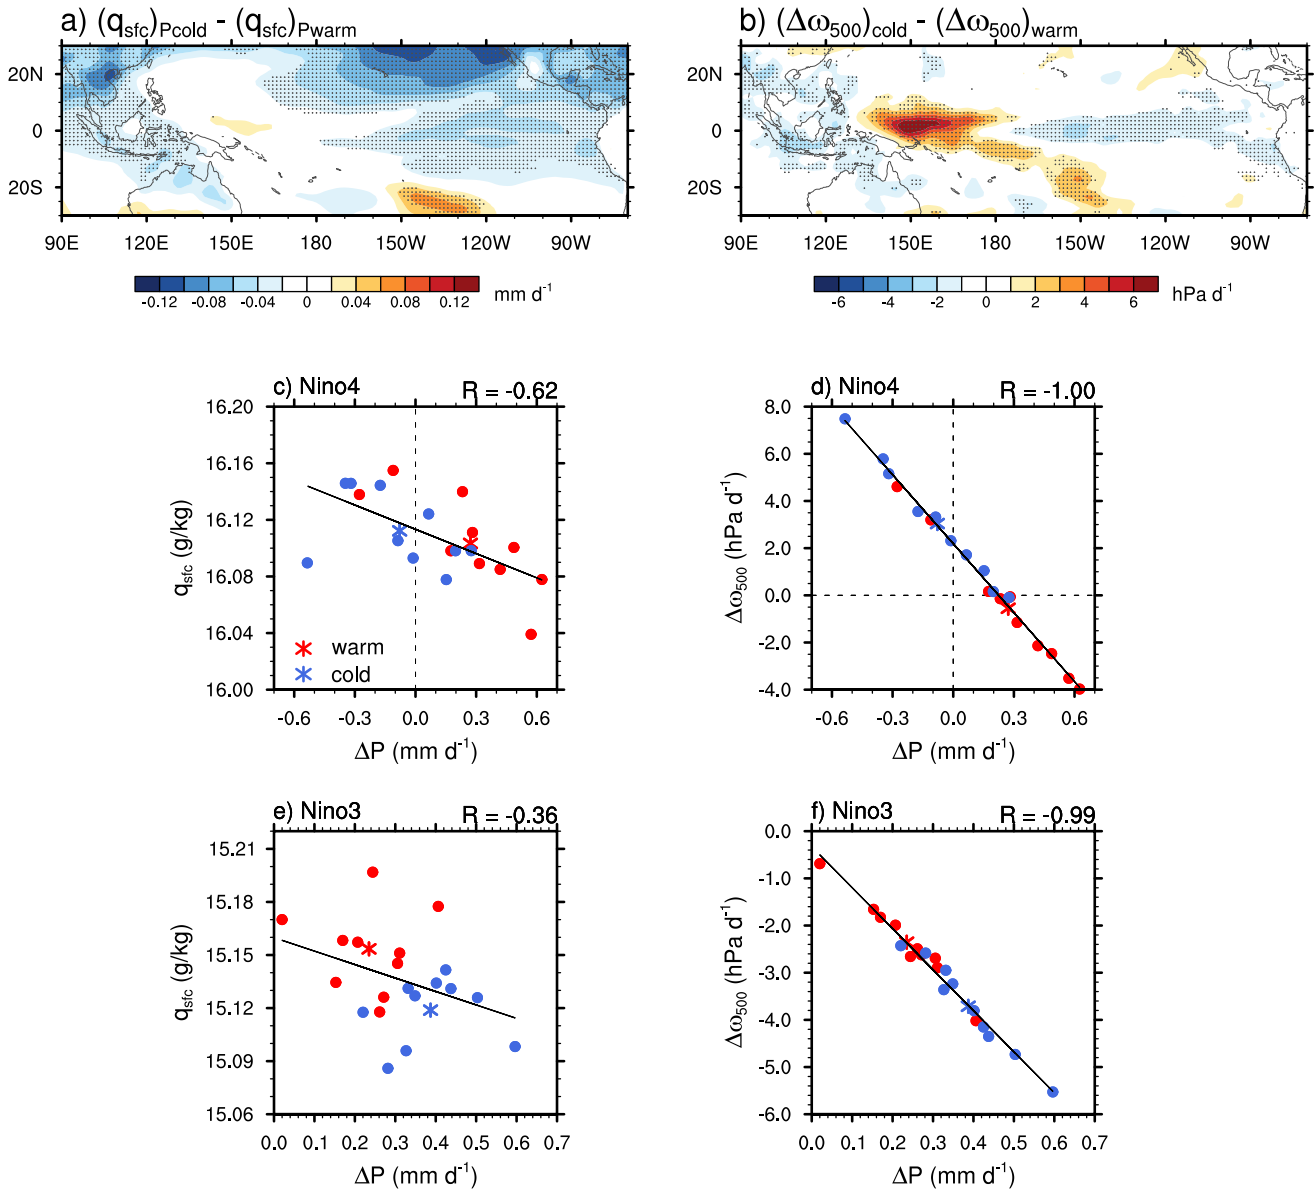 a) (qsfc)Pcold - (qsfc)Pwarm
b) (Δω500)cold - (Δω500)warm
20N
0
20S
90E 120E 150E 180 150W 120W 90W
20N
0
20S
90E 120E 150E 180 150W 120W 90W
-0.12 -0.08 -0.04 0 0.04 0.08 0.12 mm d-1
-6 -4 -2 0 2 4 6 hPa d-1
c) Nino4 R = -0.62
16.20
16.16
16.12
16.08
16.04
16.00
qsfc (g/kg)
warm
cold
-0.6 -0.3 0.0 0.3 0.6
ΔP (mm d-1)
d) Nino4 R = -1.00
8.0
6.0
4.0
2.0
0.0
-2.0
-4.0
Δω500 (hPa d-1)
-0.6 -0.3 0.0 0.3 0.6
ΔP (mm d-1)
e) Nino3 R = -0.36
15.21
15.18
15.15
15.12
15.09
15.06
qsfc (g/kg)
0.0 0.1 0.2 0.3 0.4 0.5 0.6 0.7
ΔP (mm d-1)
f) Nino3 R = -0.99
0.0
-1.0
-2.0
-3.0
-4.0
-5.0
-6.0
Δω500 (hPa d-1)
0.0 0.1 0.2 0.3 0.4 0.5 0.6 0.7
ΔP (mm d-1)